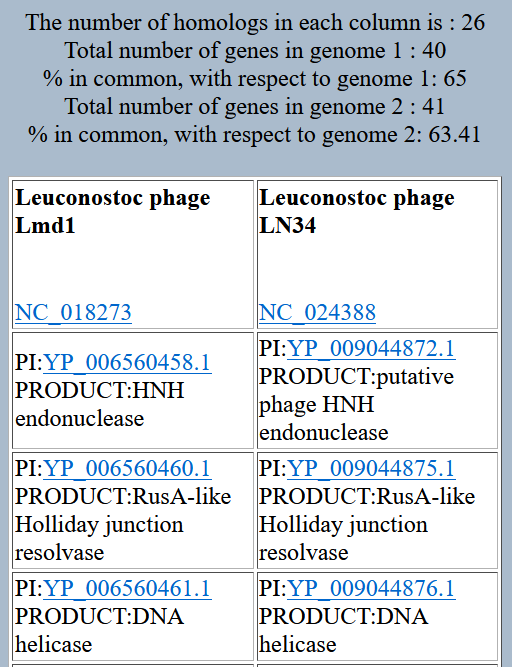 The number of homologs in each column is : 26
Total number of genes in genome 1 : 40
% in common, with respect to genome 1: 65
Total number of genes in genome 2 : 41
% in common, with respect to genome 2: 63.41
Leuconostoc phage
Lmd1
NC_018273
Leuconostoc phage
LN34
NC_024388
PI:YP_006560458.1
PRODUCT:HNH
endonuclease
PI:YP_009044872.1
PRODUCT:putative
phage HNH
endonuclease
PI:YP_006560460.1
PRODUCT:RusA-like
Holliday junction
resolvase
PI:YP_009044875.1
PRODUCT:RusA-like
Holliday junction
resolvase
PI:YP_006560461.1
PRODUCT:DNA
helicase
PI:YP_009044876.1
PRODUCT:DNA
helicase